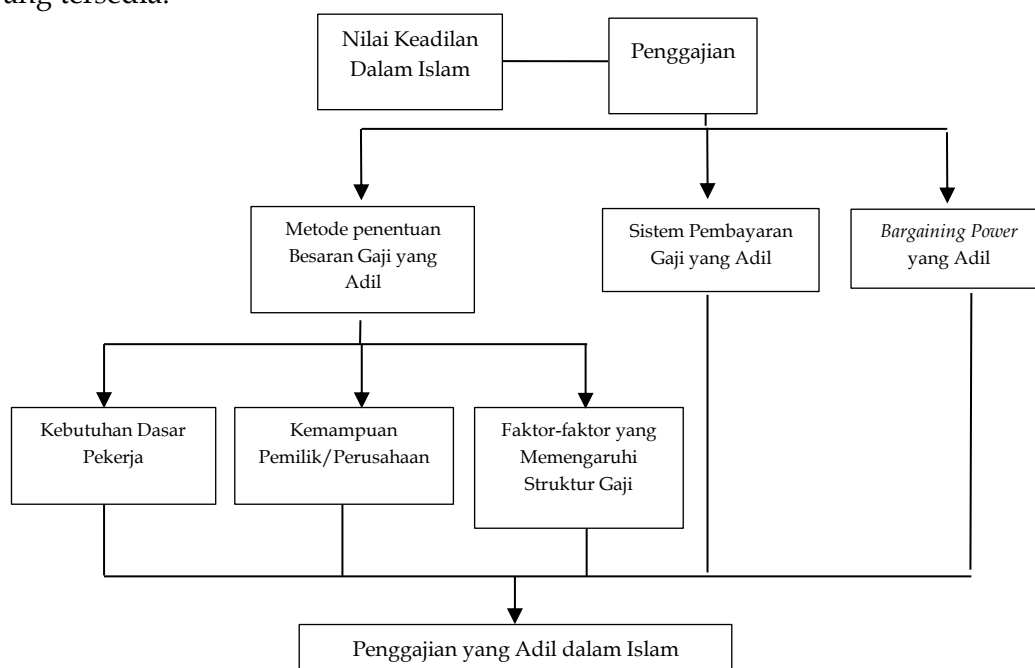 ang tersedia.
Nilai Keadilan
Dalam Islam
Penggajian
Metode penentuan
Besaran Gaji yang
Adil
Sistem Pembayaran
Gaji yang Adil
Bargaining Power
yang Adil
Kebutuhan Dasar
Pekerja
Kemampuan
Pemilik/Perusahaan
Faktor-faktor yang
Memengaruhi
Struktur Gaji
Penggajian yang Adil dalam Islam